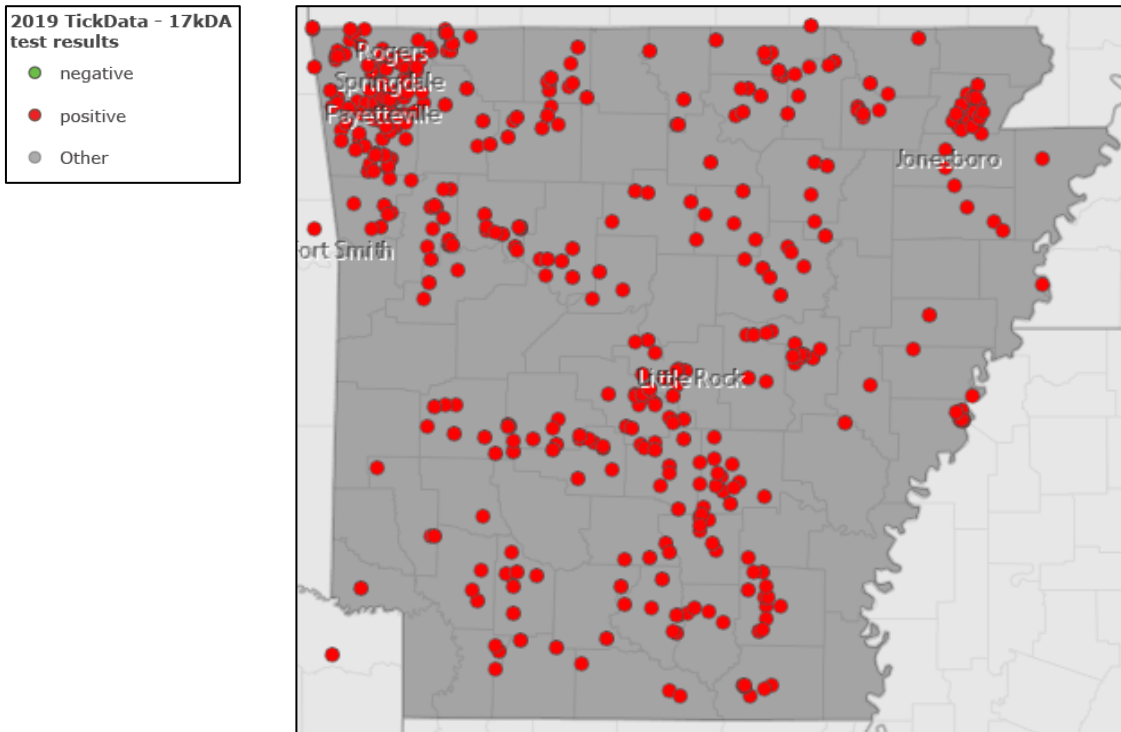 2019 TickData - 17kDA
test results
negative
positive
Other
Rogers
Springdale
Fayetteville
Jonesboro
ort Smith
Little Rock